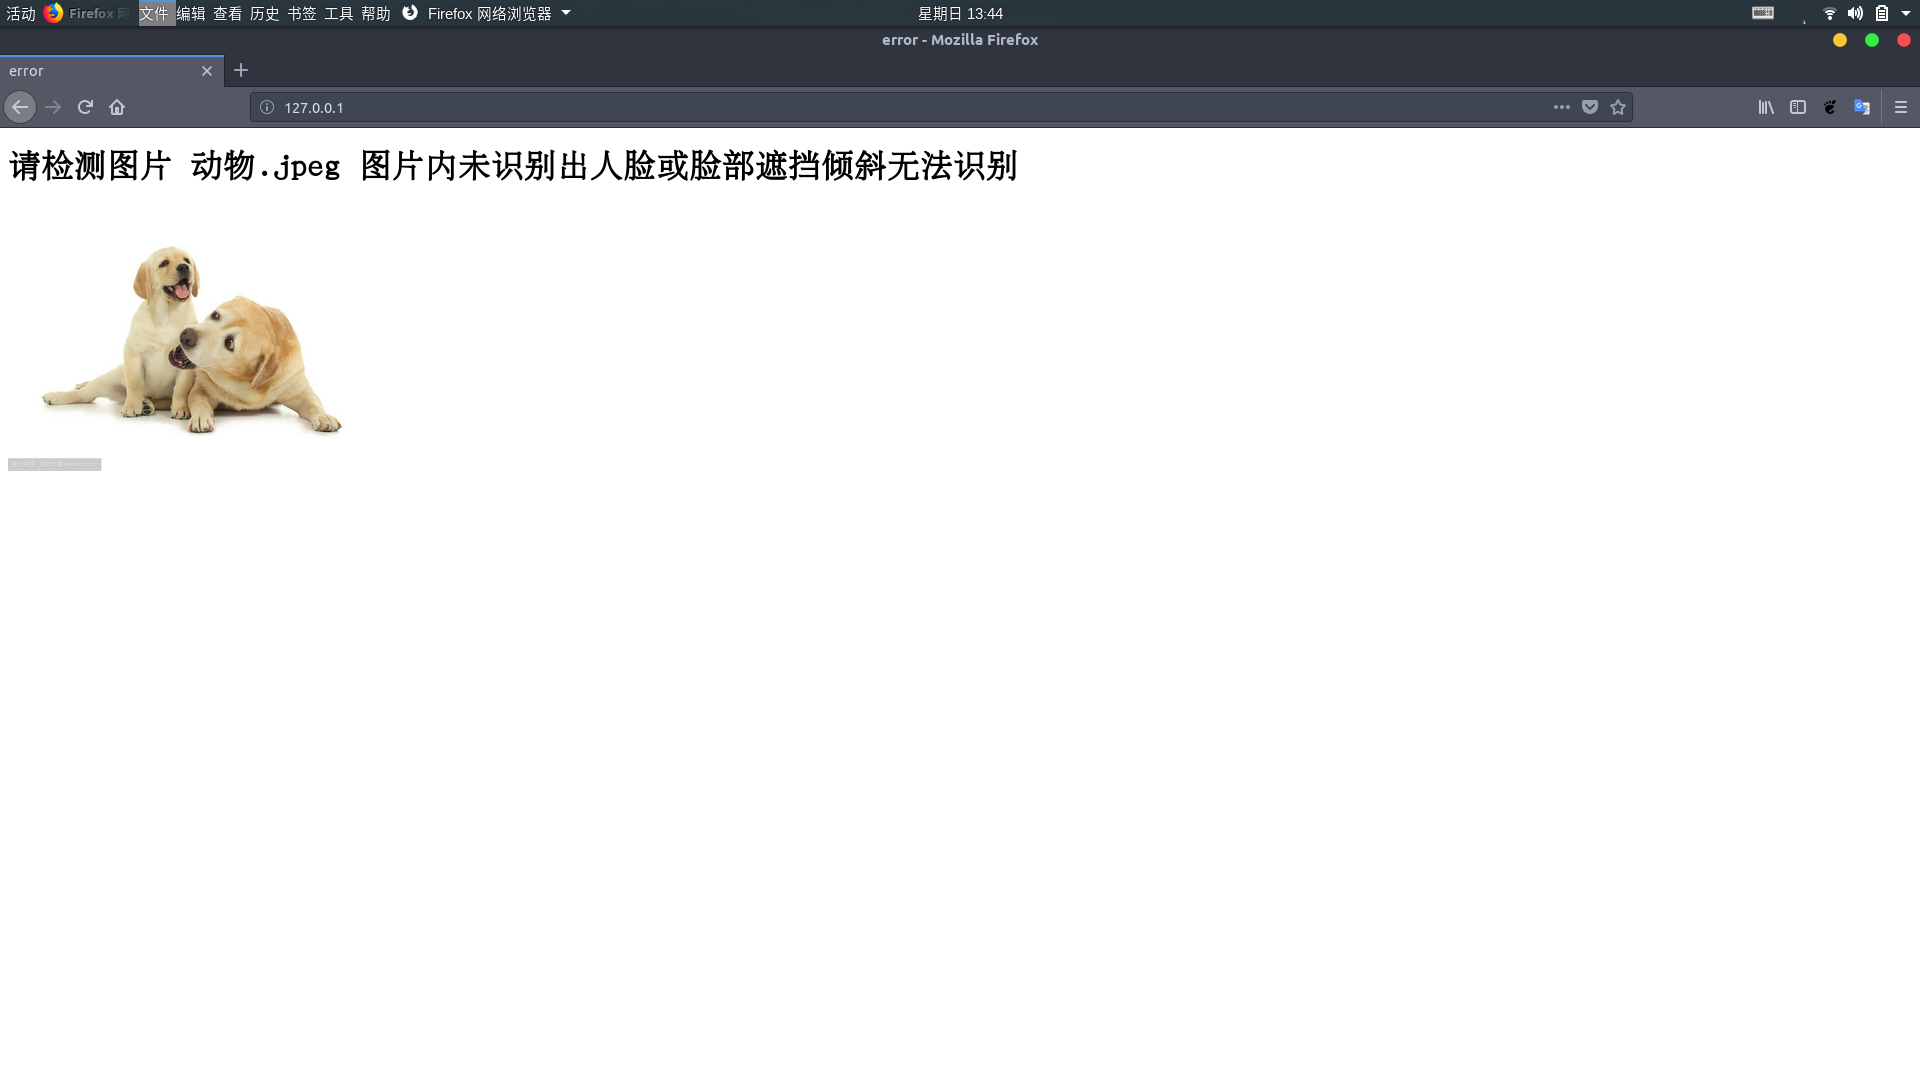 活动 Firefox 文件 编辑 查看 历史 书签 工具 帮助 Firefox 网络浏览器 星期日 13:44
error - Mozilla Firefox
error
127.0.0.1
请检测图片 动物.jpeg 图片内未识别出人脸或脸部遮挡倾斜无法识别